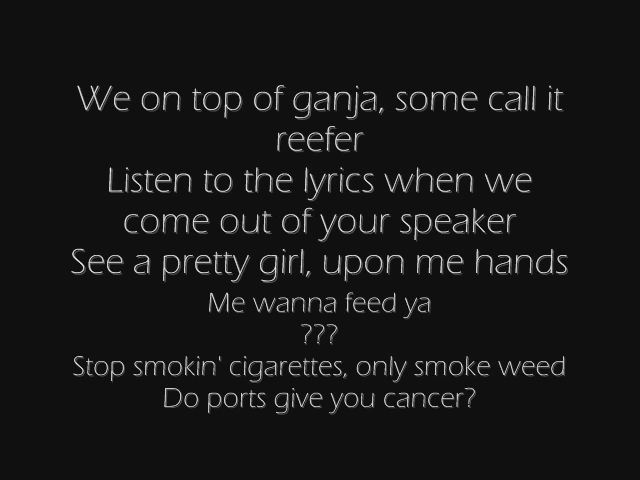 We on top of ganja, some call it
reefer
Listen to the lyrics when we
come out of your speaker
See a pretty girl, upon me hands
Me wanna feed ya
???
Stop smokin' cigarettes, only smoke weed
Do ports give you cancer?